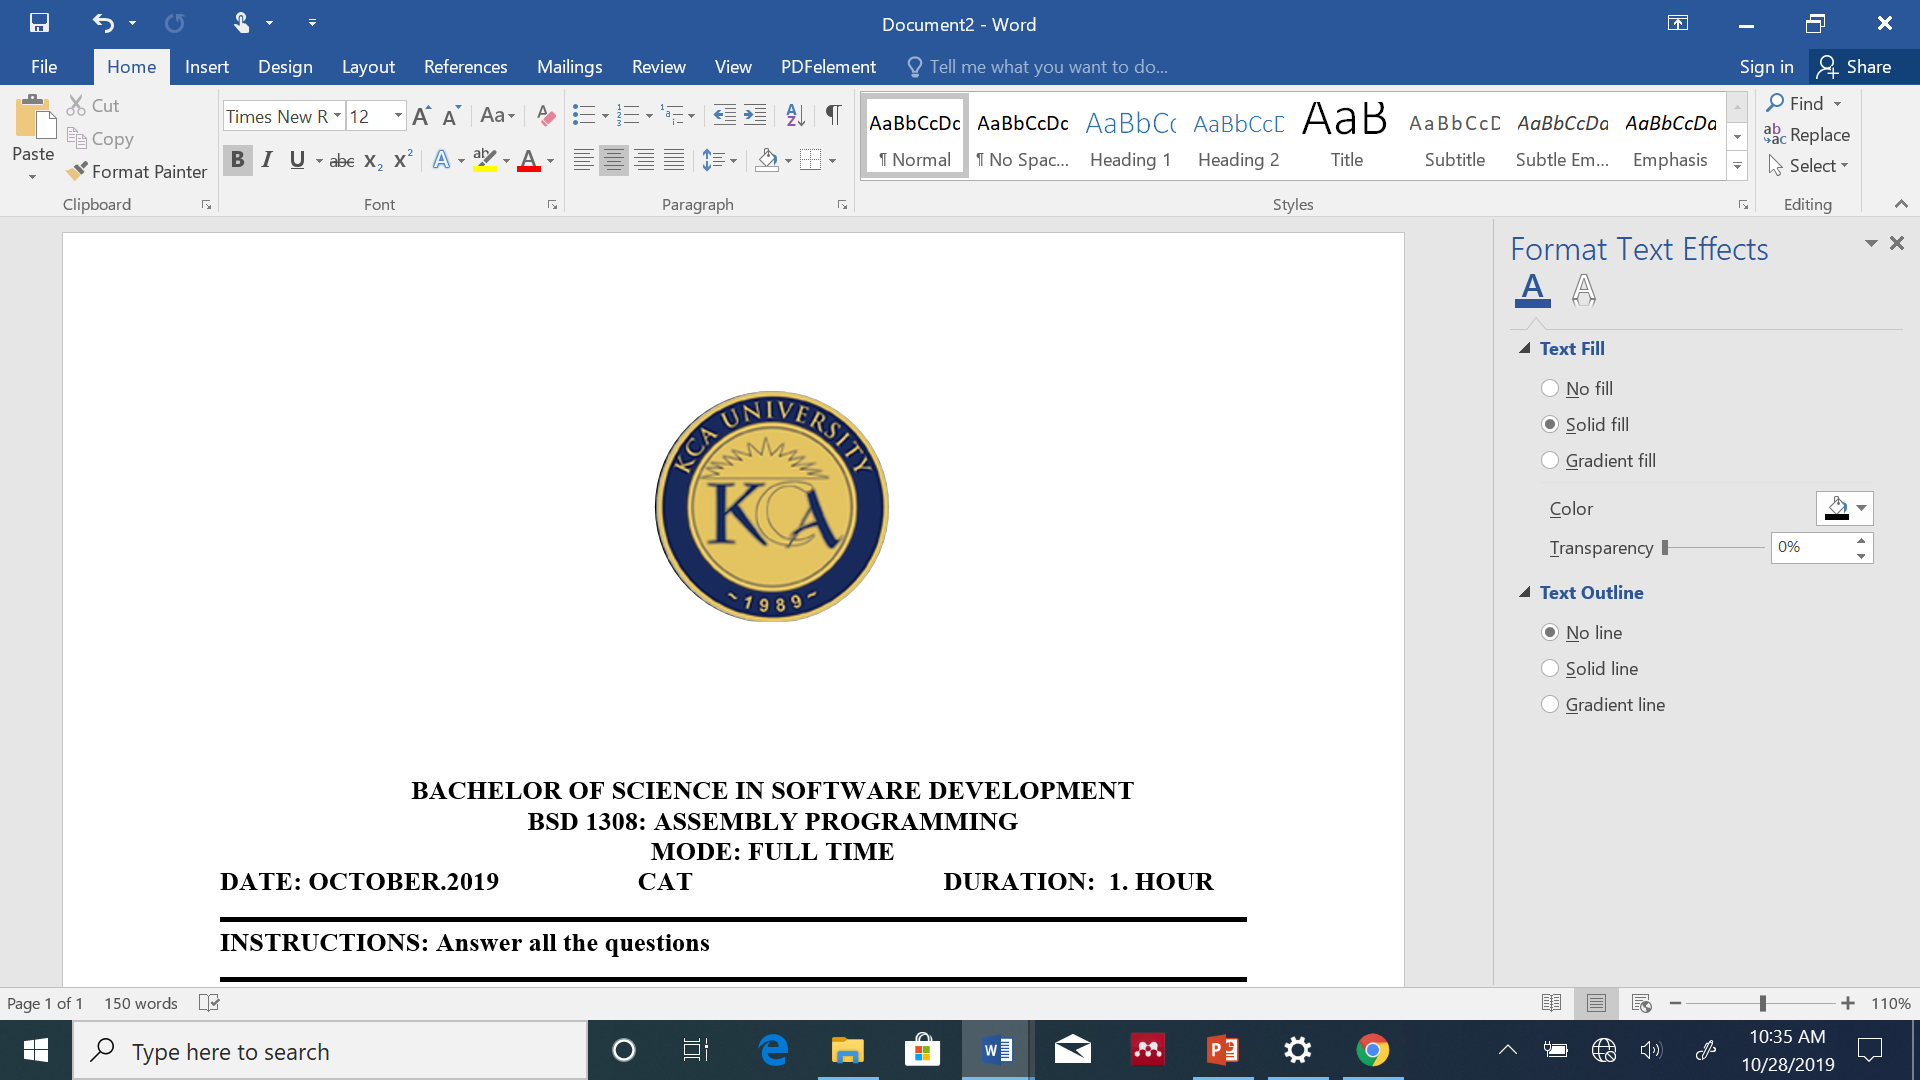 Document2 - Word
File Home Insert Design Layout References Mailings Review View PDFelement Tell me what you want to do... Sign in Share
Paste Cut
Copy
Format Painter
Clipboard
Times New R 12
Font
Paragraph
AaBbCcDc AaBbCcDc AaBbCc AaBbCcD AaB AaBbCcD AaBbCcDa AaBbCcDa
¶ Normal ¶ No Spac... Heading 1 Heading 2 Title Subtitle Subtle Em... Emphasis
Styles
Find
Replace
Select
Editing
KCA UNIVERSITY
KCA
~1989~
BACHELOR OF SCIENCE IN SOFTWARE DEVELOPMENT
BSD 1308: ASSEMBLY PROGRAMMING
MODE: FULL TIME
DATE: OCTOBER.2019 CAT DURATION: 1. HOUR
INSTRUCTIONS: Answer all the questions
Format Text Effects
Text Fill
No fill
Solid fill
Gradient fill
Color
Transparency 0%
Text Outline
No line
Solid line
Gradient line
Page 1 of 1 150 words 110%
Type here to search
10:35 AM
10/28/2019